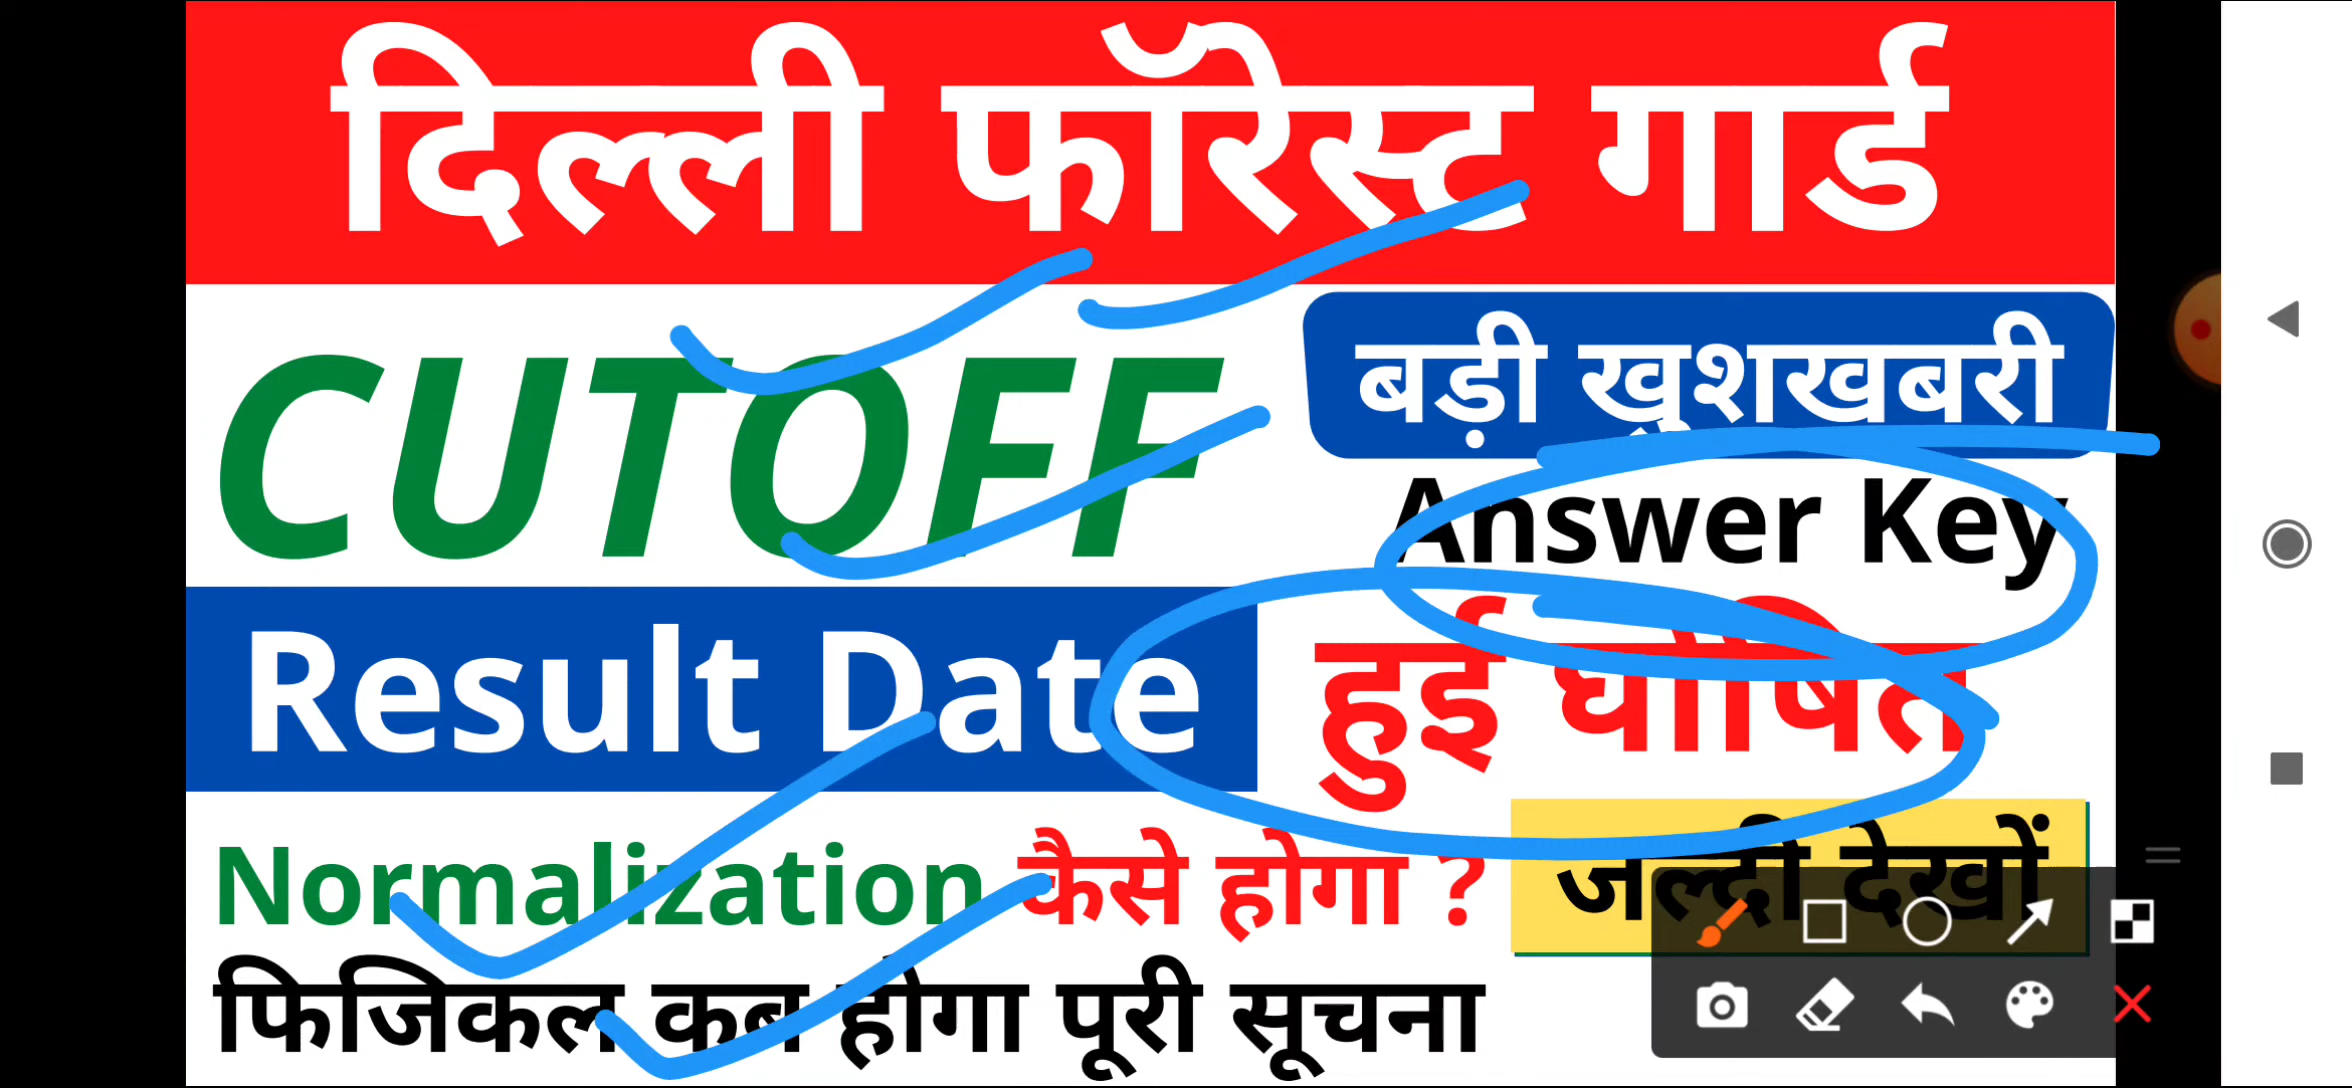 दिल्ली फॉरेस्ट गार्ड
CUTOFF
बड़ी खुशखबरी
Answer Key
Result Date
हुई घोषित
Normalization कैसे होगा ?
जल्दी देखों
फिजिकल कब होगा पूरी सूचना